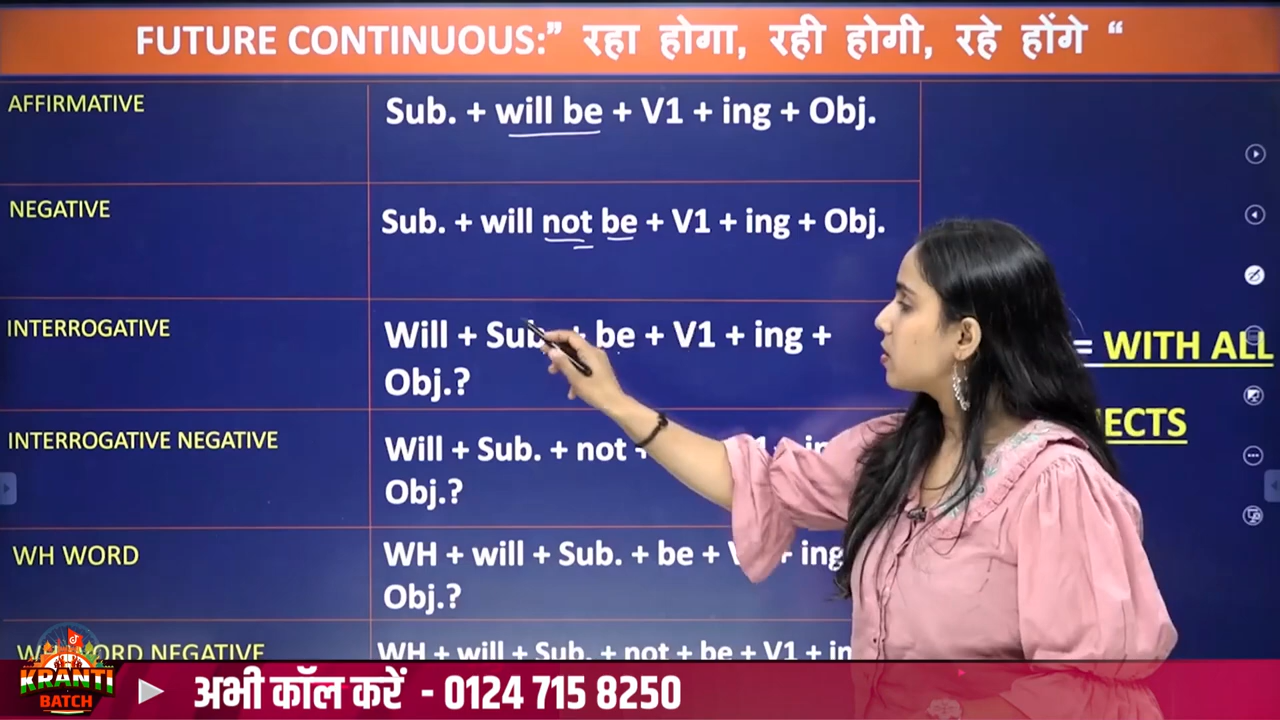 FUTURE CONTINUOUS:” रहा होगा, रही होगी, रहे होंगे “
AFFIRMATIVE
Sub. + will be + V1 + ing + Obj.
NEGATIVE
Sub. + will not be + V1 + ing + Obj.
INTERROGATIVE
Will + Sub. + be + V1 + ing +
Obj.?
= WITH ALL
INTERROGATIVE NEGATIVE
Will + Sub. + not +
Obj.?
WH WORD
WH + will + Sub. + be + + ing
Obj.?
NEGATIVE
WH + will + Sub. + not + be + V1 +
KRANTI
BATCH
अभी कॉल करें - 0124 715 8250